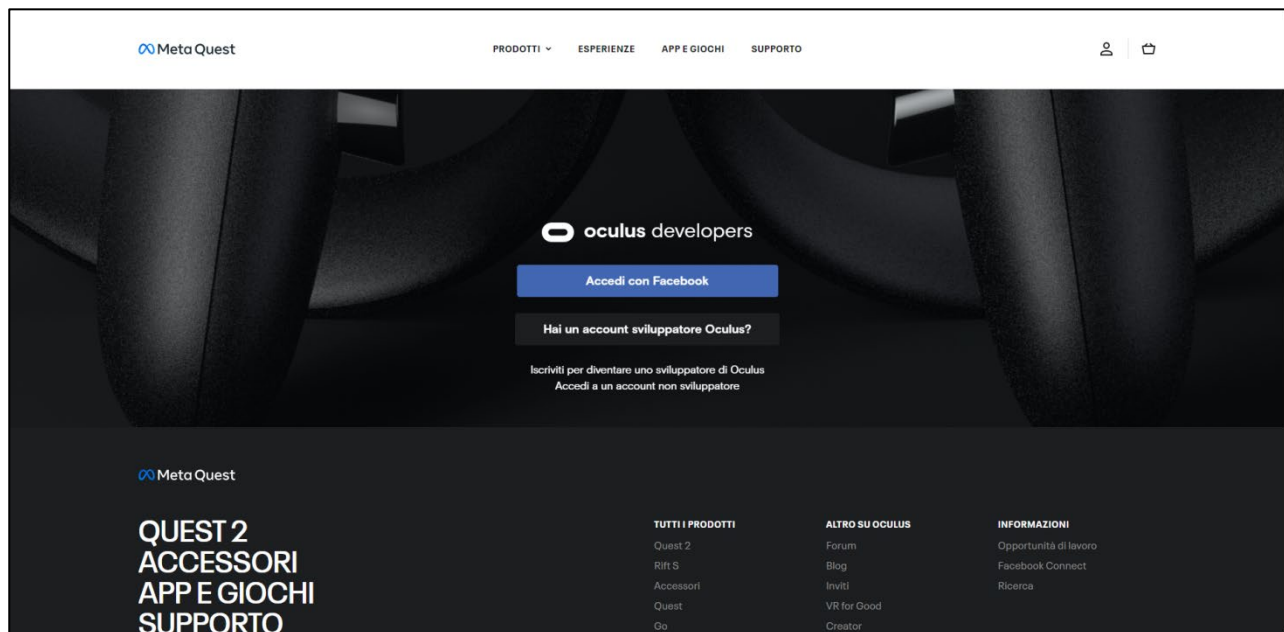 Meta Quest
PRODOTTI ESPERIENZE APP E GIOCHI SUPPORTO
oculus developers
Accedi con Facebook
Hai un account sviluppatore Oculus?
Iscriviti per diventare uno sviluppatore di Oculus
Accedi a un account non sviluppatore
Meta Quest
QUEST 2
ACCESSORI
APP E GIOCHI
SUPPORTO
TUTTI I PRODOTTI
Quest 2
Rift S
Accessori
Quest
Go
ALTRO SU OCULUS
Forum
Blog
Inviti
VR for Good
Creator
INFORMAZIONI
Opportunità di lavoro
Facebook Connect
Ricerca